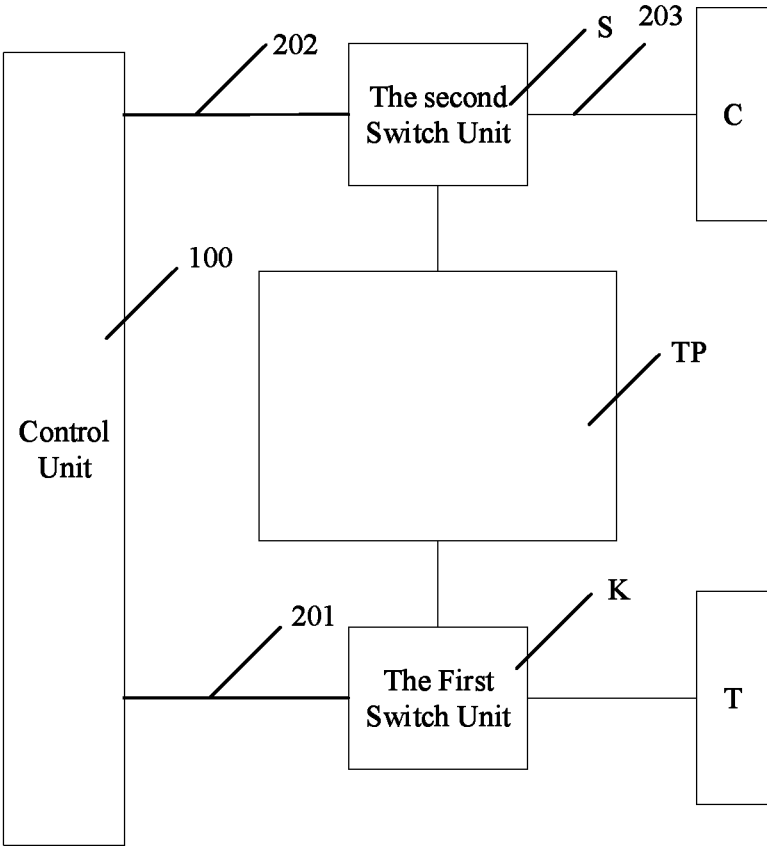 202
The second
Switch Unit
S
203
C
100
TP
Control
Unit
201
The First
Switch Unit
K
T